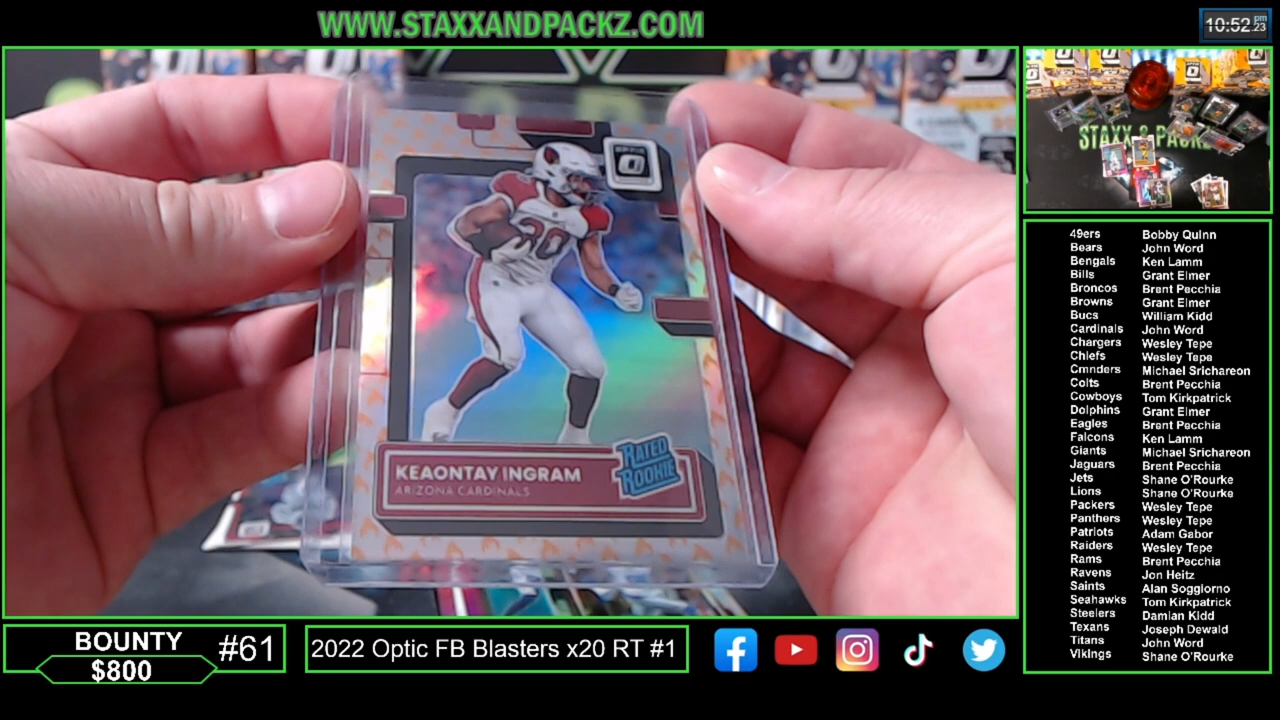 WWW.STAXXANDPACKZ.COM
10:52 pm 23
STAXX & PACK
OPTIC
30
KEAONTAY INGRAM
ARIZONA CARDINALS
RATED
ROOKIE
49ers Bobby Quinn
Bears John Word
Bengals Ken Lamm
Bills Grant Elmer
Broncos Brent Pecchia
Browns Grant Elmer
Bucs William Kidd
Cardinals John Word
Chargers Wesley Tepe
Chiefs Wesley Tepe
Cmnders Michael Srichareon
Colts Brent Pecchia
Cowboys Tom Kirkpatrick
Dolphins Grant Elmer
Eagles Brent Pecchia
Falcons Ken Lamm
Giants Michael Srichareon
Jaguars Brent Pecchia
Jets Shane O'Rourke
Lions Shane O'Rourke
Packers Wesley Tepe
Panthers Wesley Tepe
Patriots Adam Gabor
Raiders Wesley Tepe
Rams Brent Pecchia
Ravens Jon Heitz
Saints Alan Soggiorno
Seahawks Tom Kirkpatrick
Steelers Damian Kidd
Texans Joseph Dewald
Titans John Word
Vikings Shane O'Rourke
BOUNTY #61
$800
2022 Optic FB Blasters x20 RT #1